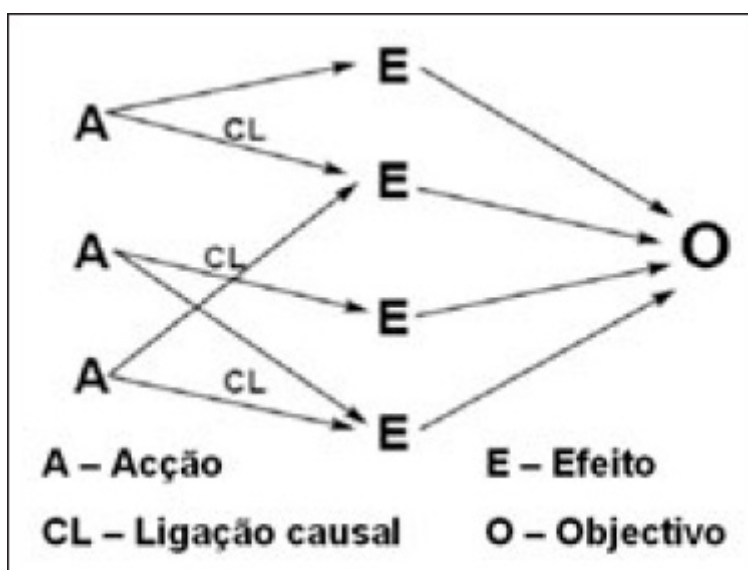 E
A
CL
E
A
CL
O
E
A
CL
E
A – Acção
E – Efeito
CL – Ligação causal
O – Objectivo